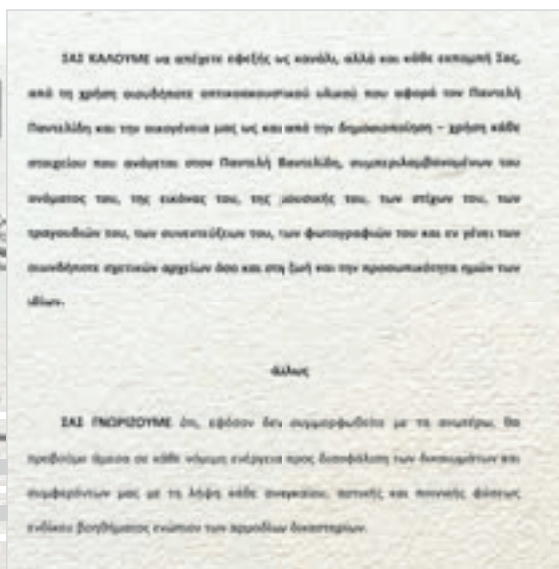 ΣΑΣ ΚΑΛΟΥΜΕ να απέχετε εφεξής ως κανάλι, αλλά και κάθε εκπομπή Σας,
από τη χρήση οιουδήποτε οπτικοακουστικού υλικού που αφορά τον Παντελή
Παντελίδη και την οικογένεια μας ως και από την δημοσιοποίηση – χρήση κάθε
στοιχείου που ανάγεται στον Παντελή Παντελίδη, συμπεριλαμβανομένων του
ονόματος του, της εικόνας του, της μουσικής του, των στίχων του, των
τραγουδιών του, των συνεντεύξεων του, των φωτογραφιών του και εν γένει των
οιωνδήποτε σχετικών αρχείων όσο και στη ζωή και την προσωπικότητα ημών των
ιδίων.
άλλως
ΣΑΣ ΓΝΩΡΙΖΟΥΜΕ ότι, εφόσον δεν συμμορφωθείτε με τα ανωτέρω, θα
προβούμε άμεσα σε κάθε νόμιμη ενέργεια προς διασφάλιση των δικαιωμάτων και
συμφερόντων μας με τη λήψη κάθε αναγκαίου, αστικής και ποινικής φύσεως
ενδίκου βοηθήματος ενώπιον των αρμοδίων δικαστηρίων.